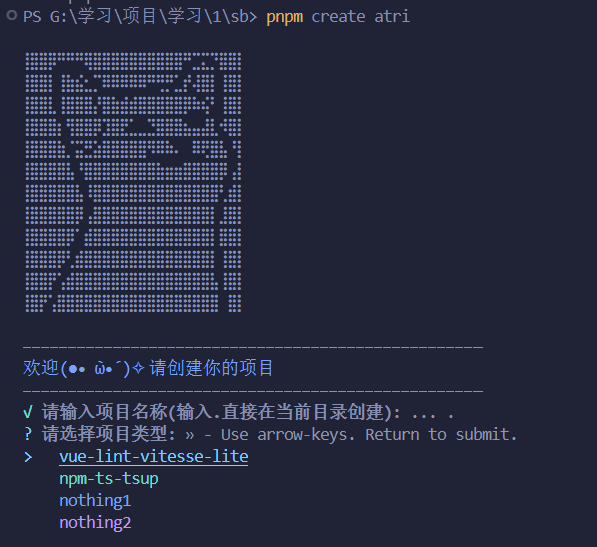 PS G:\学习\项目\学习\1\sb> pnpm create atri
欢迎(●• ὼ•´)✧请创建你的项目
√ 请输入项目名称(输入.直接在当前目录创建): ... .
? 请选择项目类型: » - Use arrow-keys. Return to submit.
> vue-lint-vitesse-lite
npm-ts-tsup
nothing1
nothing2